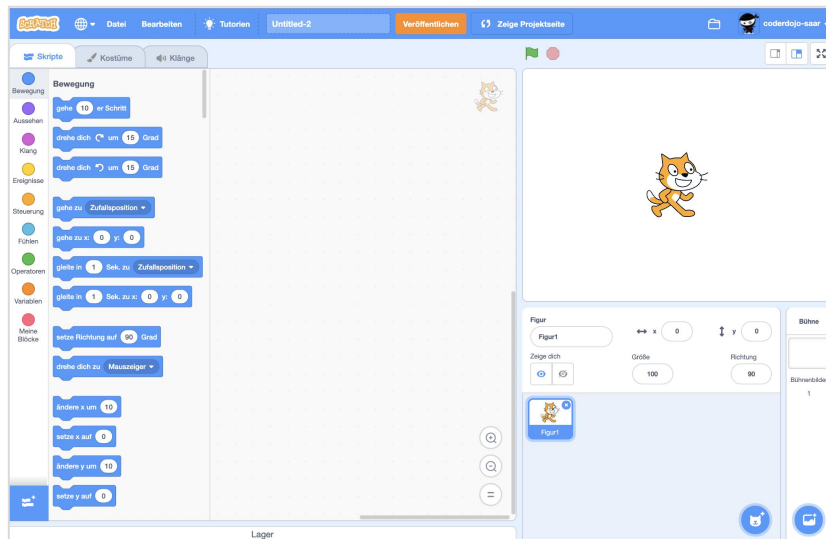 SCRATCH
Datei
Bearbeiten
Tutorien
Untitled-2
Veröffentlichen
Zeige Projektseite
coderdojo-saar
Skripte
Kostüme
Klänge
Bewegung
Aussehen
Klang
Ereignisse
Steuerung
Fühlen
Operatoren
Variablen
Meine
Blöcke
Bewegung
gehe 10 er Schritt
drehe dich um 15 Grad
drehe dich um 15 Grad
gehe zu Zufallsposition
gehe zu x: 0 y: 0
gleite in 1 Sek. zu Zufallsposition
gleite in 1 Sek. zu x: 0 y: 0
setze Richtung auf 90 Grad
drehe dich zu Mauszeiger
ändere x um 10
setze x auf 0
ändere y um 10
setze y auf 0
Lager
Figur
Figur1
x 0
y 0
Zeige dich
Größe
100
Richtung
90
Figur1
Bühne
Bühnenbilder
1